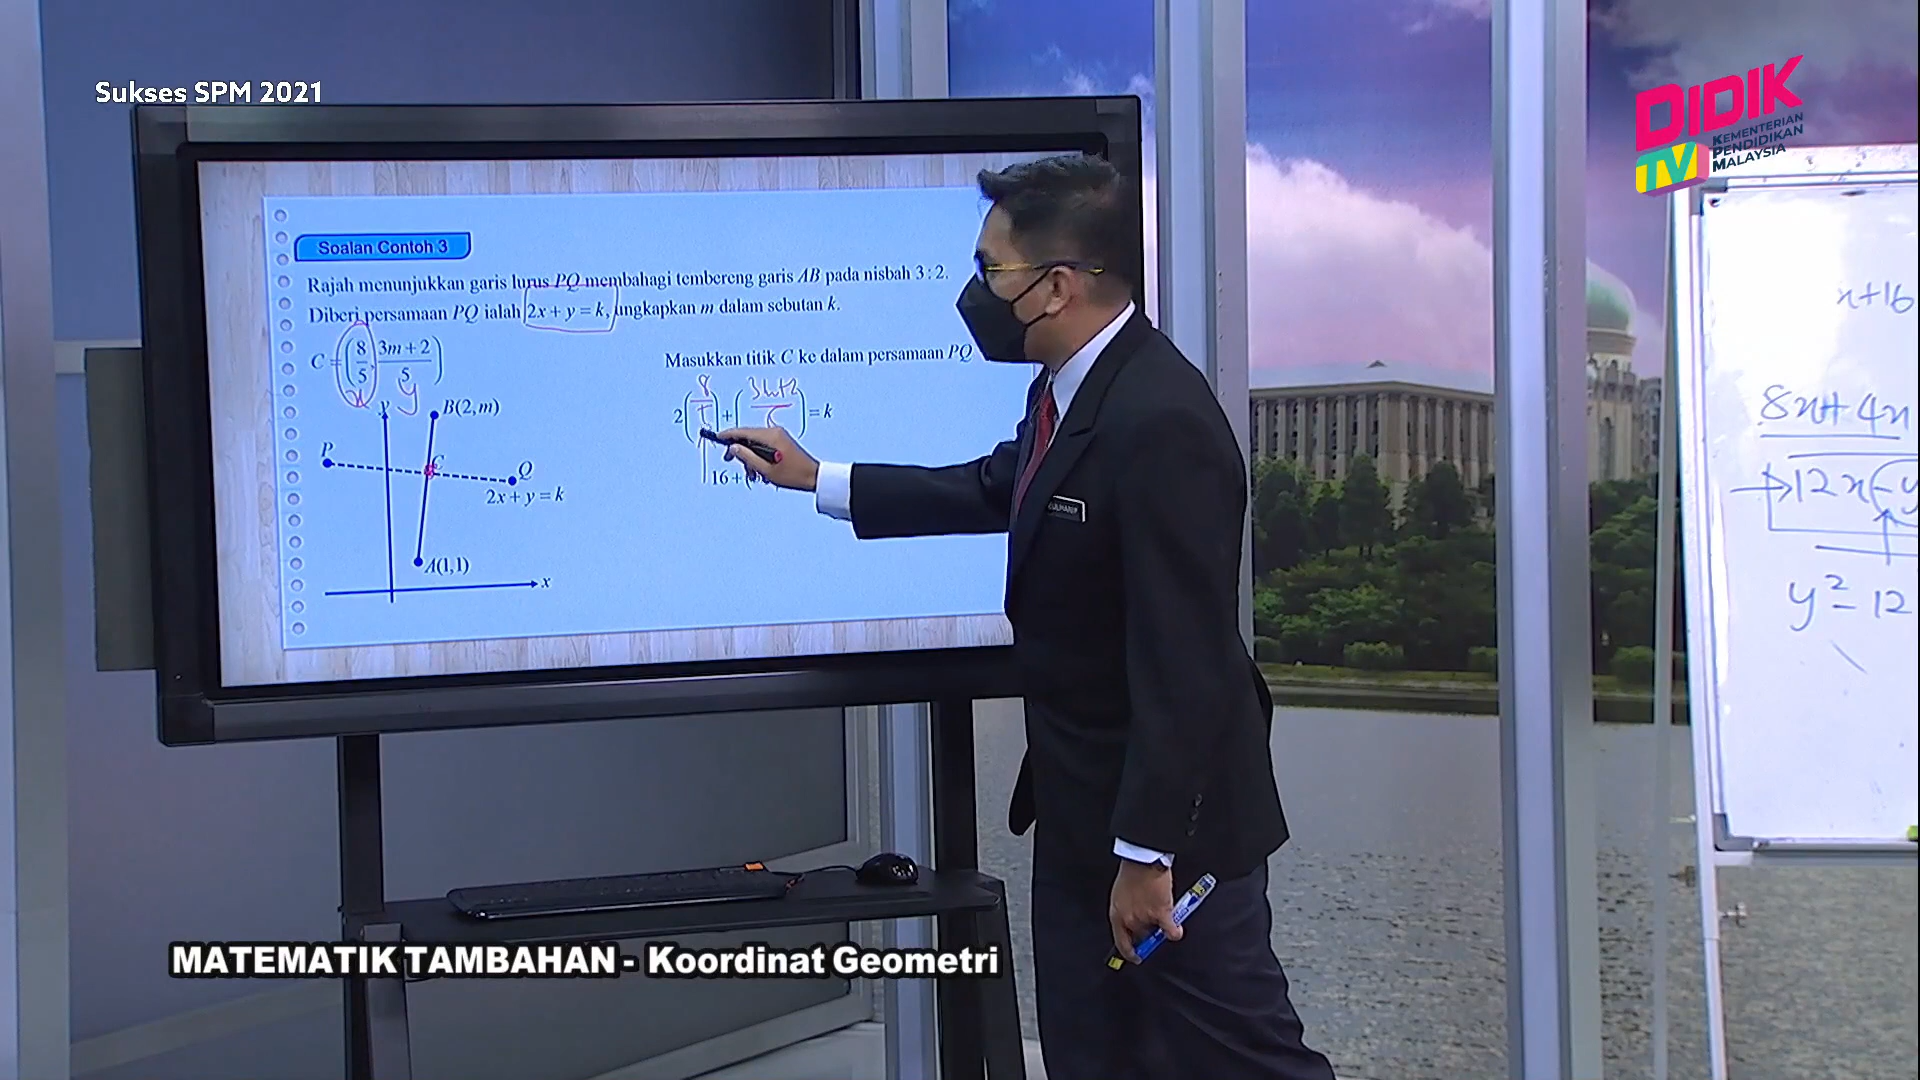 Sukses SPM 2021
DIDIK
TV
KEMENTERIAN
PENDIDIKAN
MALAYSIA
Soalan Contoh 3
Rajah menunjukkan garis lurus PQ membahagi tembereng garis AB pada nisbah 3 : 2.
Diberi persamaan PQ ialah 2x + y = k, ungkapkan m dalam sebutan k.
C = (8/5, (3m + 2)/5)
x y
Masukkan titik C ke dalam persamaan PQ
2(8/5) + ((3m+2)/5) = k
16 + (
y
B(2, m)
P
C
Q
2x + y = k
A(1, 1)
x
x+16
8x+4x
12x-y
y²-12
MATEMATIK TAMBAHAN - Koordinat Geometri